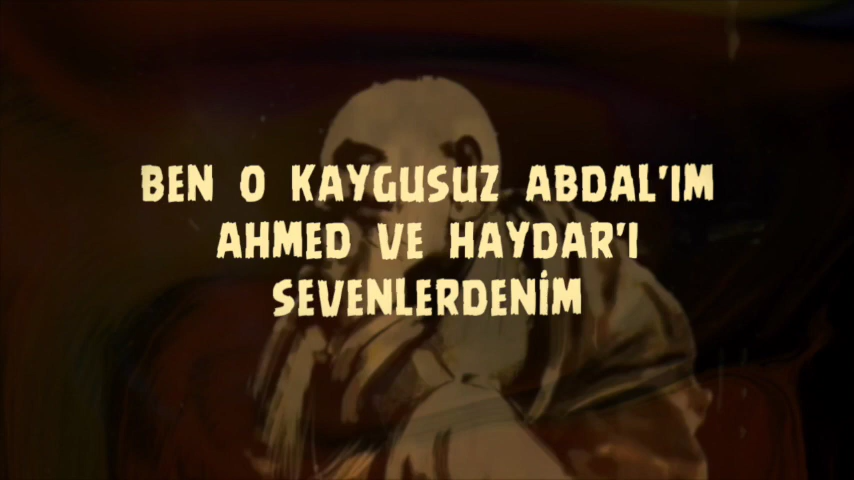 BEN O KAYGUSUZ ABDAL'IM
AHMED VE HAYDAR'I
SEVENLERDENİM